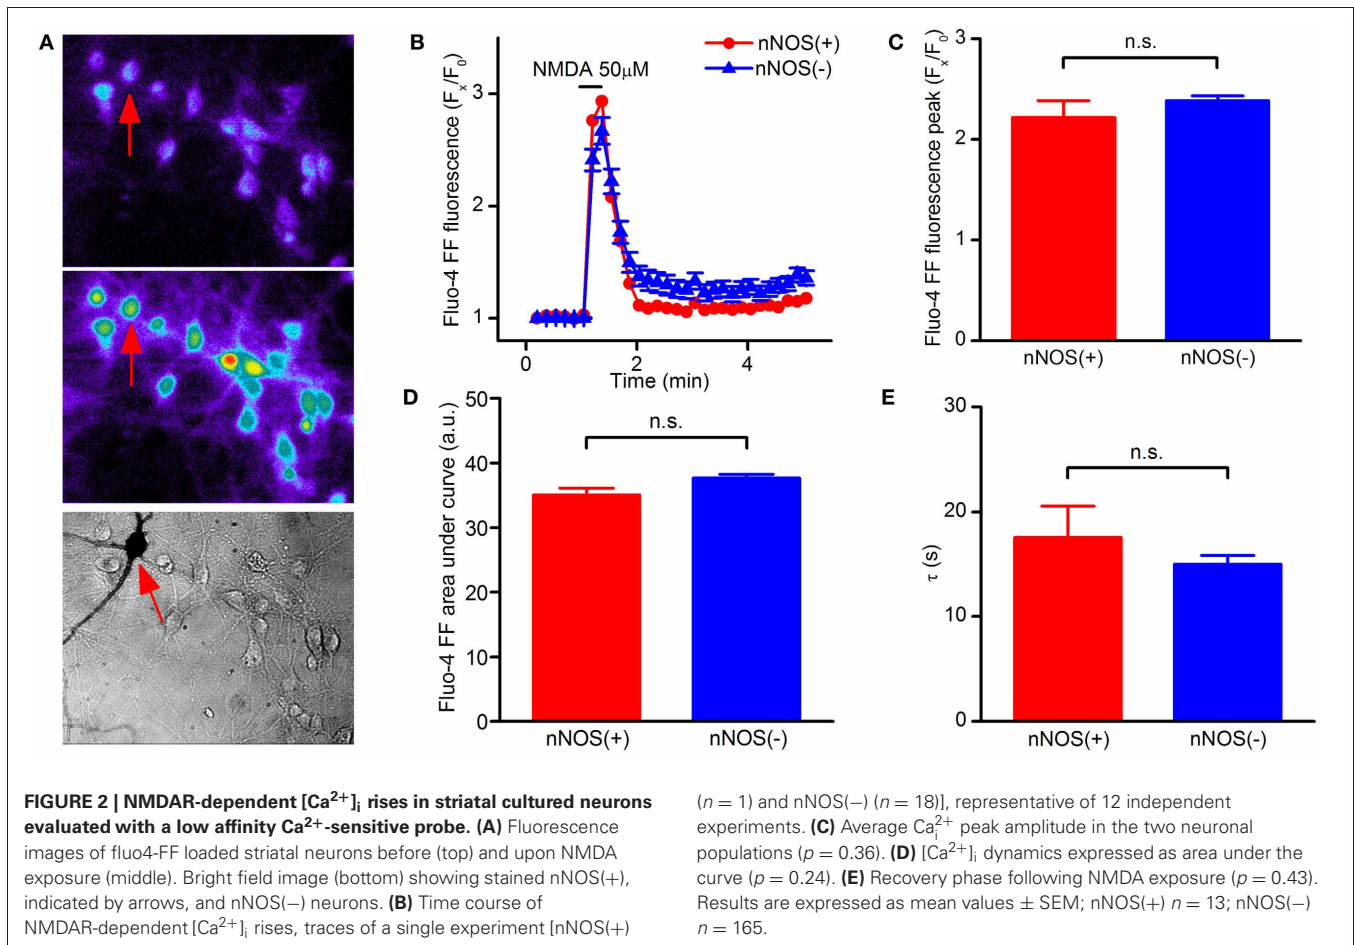 A
B
nNOS(+)
nNOS(-)
NMDA 50μM
Fluo-4 FF fluorescence (Fx/F0)
3
2
1
0
2
4
Time (min)
C
n.s.
Fluo-4 FF fluorescence peak (Fx/F0)
3
2
1
0
nNOS(+)
nNOS(-)
D
n.s.
Fluo-4 FF area under curve (a.u.)
50
40
30
20
10
0
nNOS(+)
nNOS(-)
E
n.s.
τ (s)
30
20
10
0
nNOS(+)
nNOS(-)
FIGURE 2 | NMDAR-dependent [Ca²⁺]ᵢ rises in striatal cultured neurons
evaluated with a low affinity Ca²⁺-sensitive probe. (A) Fluorescence
images of fluo4-FF loaded striatal neurons before (top) and upon NMDA
exposure (middle). Bright field image (bottom) showing stained nNOS(+),
indicated by arrows, and nNOS(−) neurons. (B) Time course of
NMDAR-dependent [Ca²⁺]ᵢ rises, traces of a single experiment [nNOS(+)
(n = 1) and nNOS(−) (n = 18)], representative of 12 independent
experiments. (C) Average Caᵢ²⁺ peak amplitude in the two neuronal
populations (p = 0.36). (D) [Ca²⁺]ᵢ dynamics expressed as area under the
curve (p = 0.24). (E) Recovery phase following NMDA exposure (p = 0.43).
Results are expressed as mean values ± SEM; nNOS(+) n = 13; nNOS(−)
n = 165.